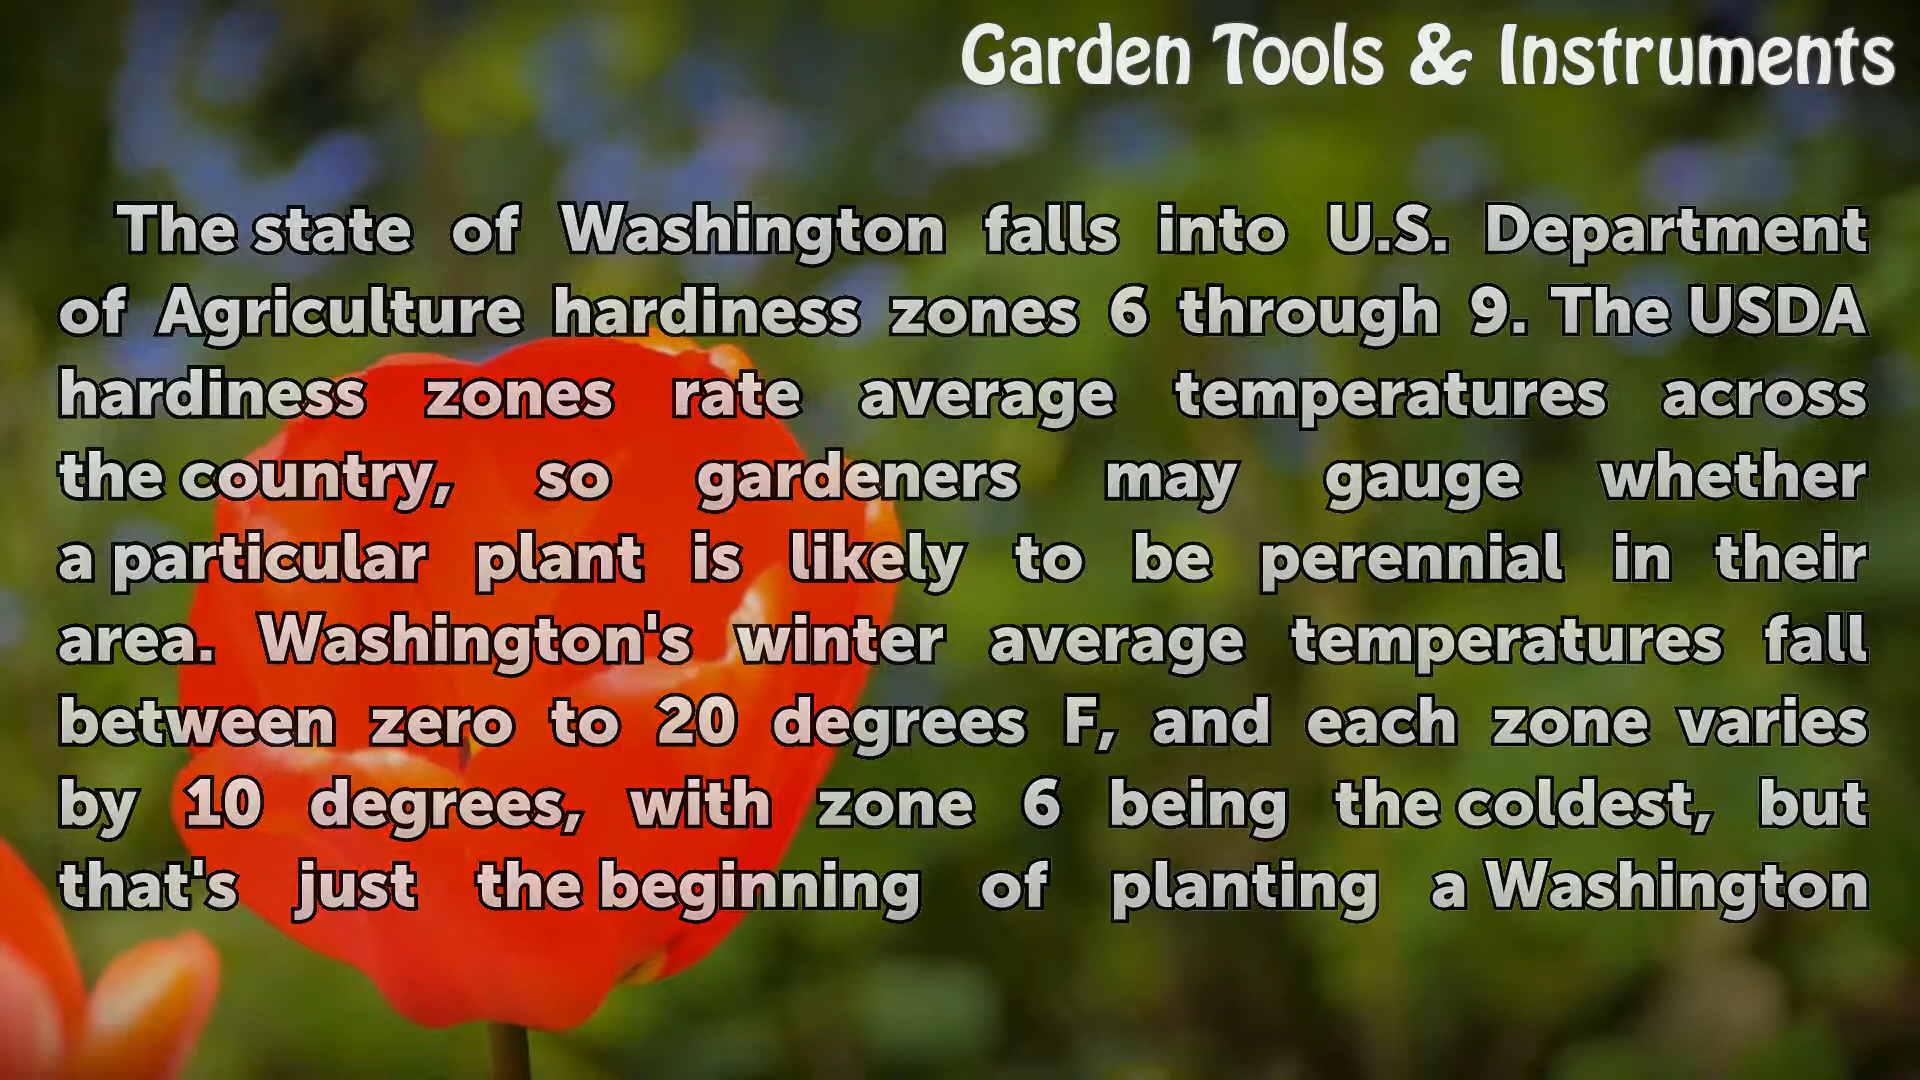 Garden Tools & Instruments
The state of Washington falls into U.S. Department
of Agriculture hardiness zones 6 through 9. The USDA
hardiness zones rate average temperatures across
the country, so gardeners may gauge whether
a particular plant is likely to be perennial in their
area. Washington's winter average temperatures fall
between zero to 20 degrees F, and each zone varies
by 10 degrees, with zone 6 being the coldest, but
that's just the beginning of planting a Washington